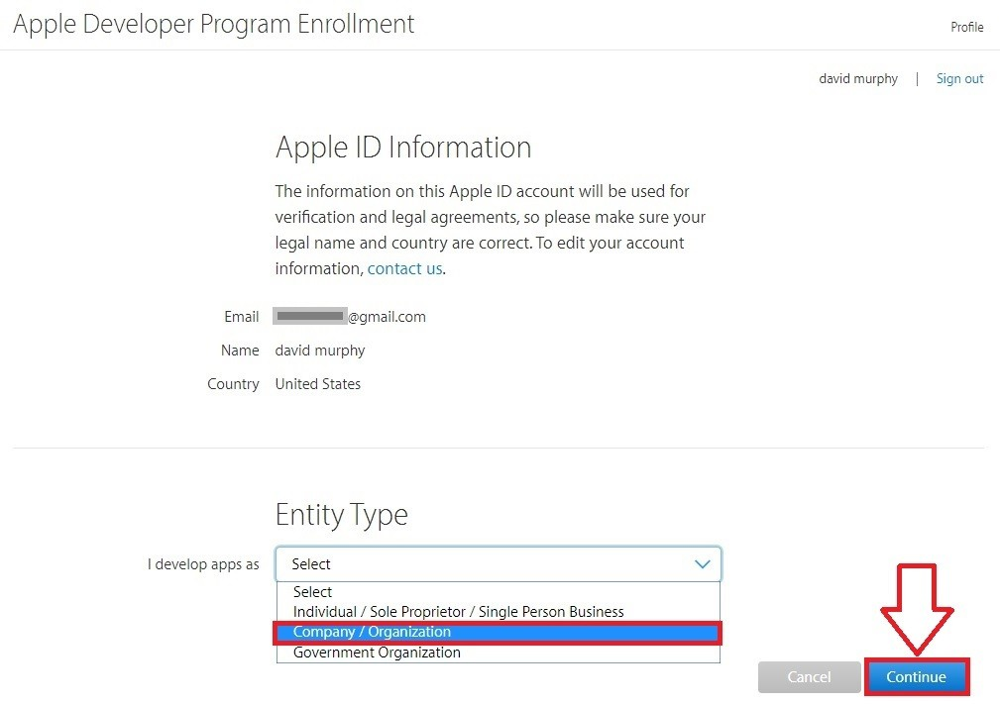 Apple Developer Program Enrollment
Profile
david murphy | Sign out
Apple ID Information
The information on this Apple ID account will be used for
verification and legal agreements, so please make sure your
legal name and country are correct. To edit your account
information, contact us.
Email @gmail.com
Name david murphy
Country United States
Entity Type
I develop apps as Select
Select
Individual / Sole Proprietor / Single Person Business
Company / Organization
Government Organization
Cancel Continue